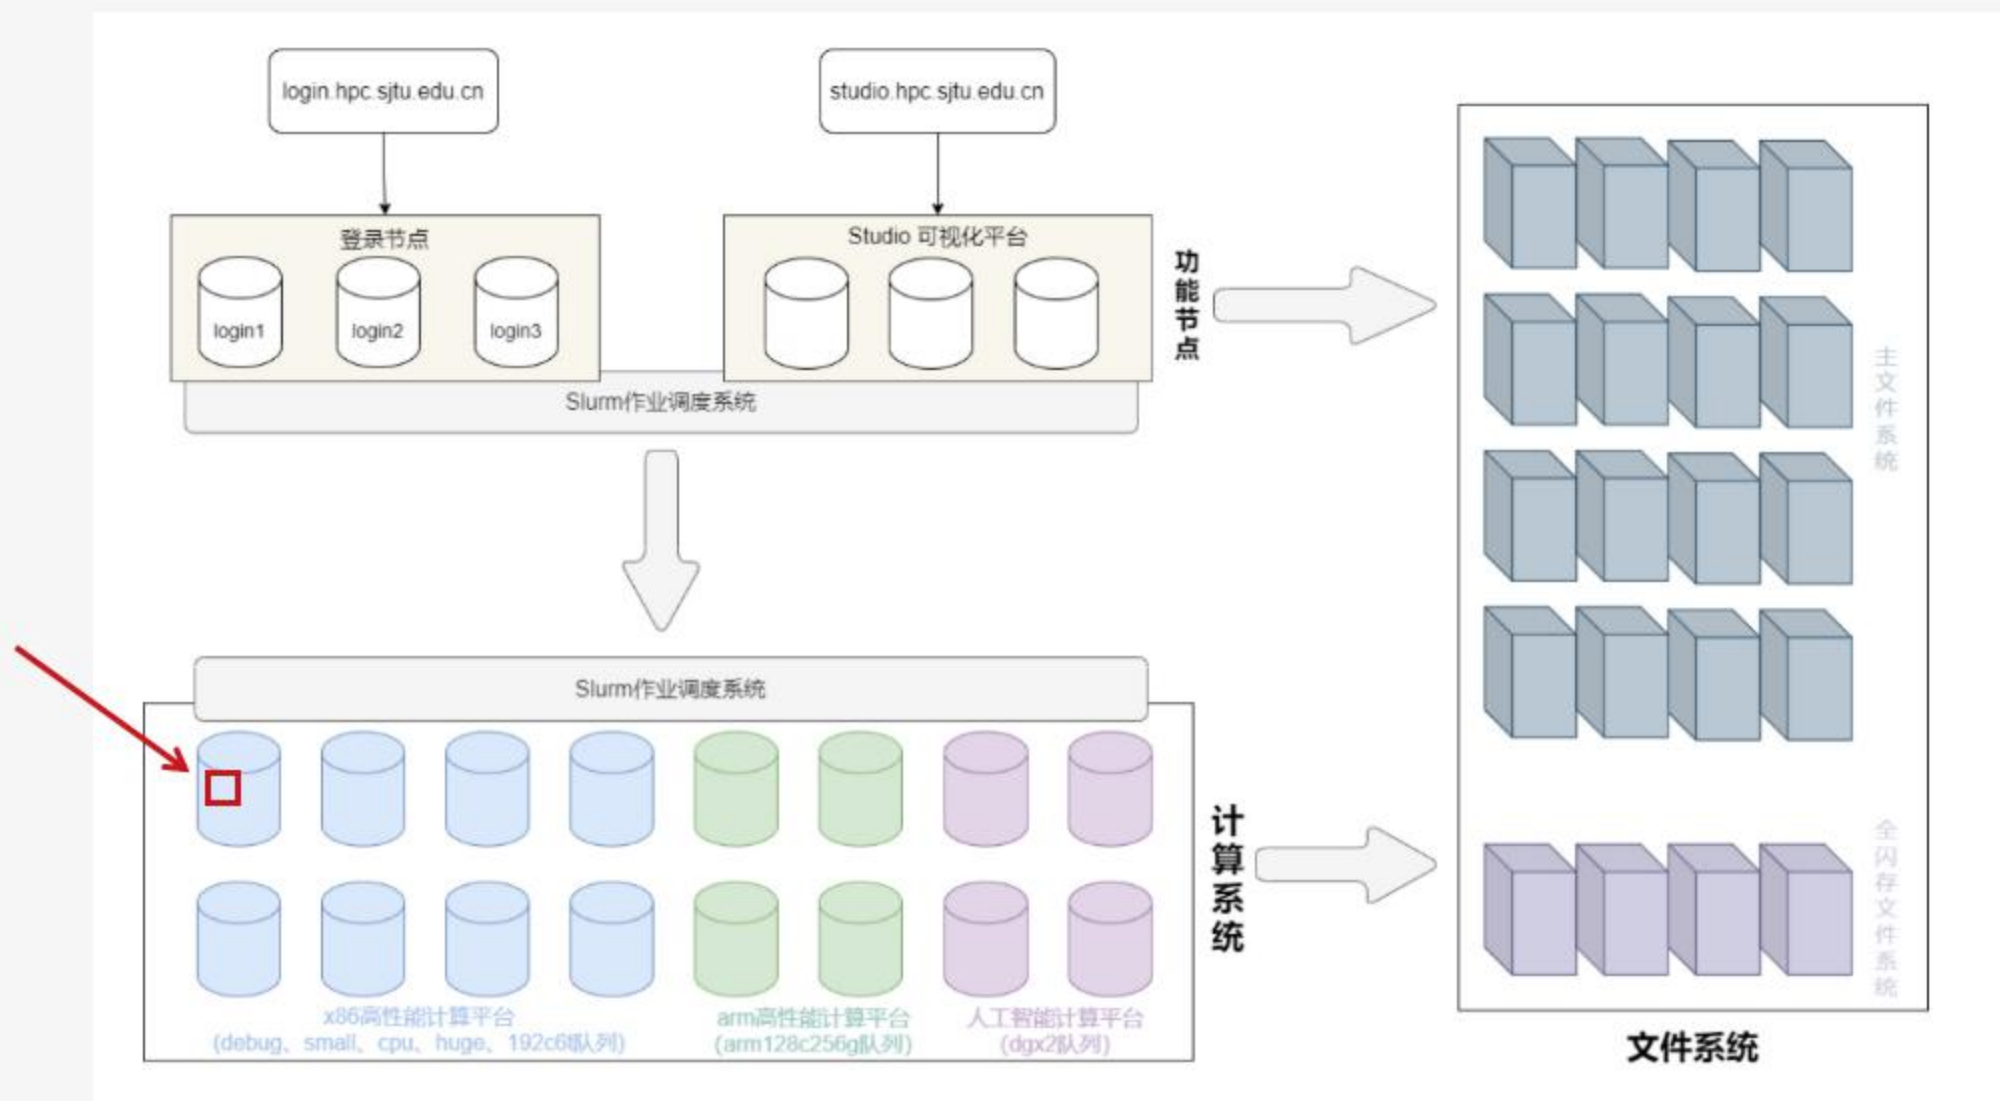 login.hpc.sjtu.edu.cn
studio.hpc.sjtu.edu.cn
登录节点
login1
login2
login3
Studio 可视化平台
功能节点
Slurm作业调度系统
主文件系统
Slurm作业调度系统
计算系统
x86高性能计算平台
(debug、small、cpu、huge、192c6t队列)
arm高性能计算平台
(arm128c256g队列)
人工智能计算平台
(dgx2队列)
全闪存文件系统
文件系统